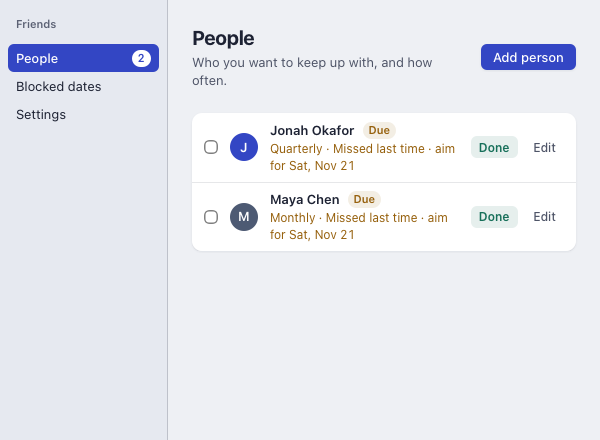 Friends
People 2
Blocked dates
Settings
People
Who you want to keep up with, and how
often.
Add person
J Jonah Okafor Due
Quarterly · Missed last time · aim
for Sat, Nov 21
Done Edit
M Maya Chen Due
Monthly · Missed last time · aim
for Sat, Nov 21
Done Edit